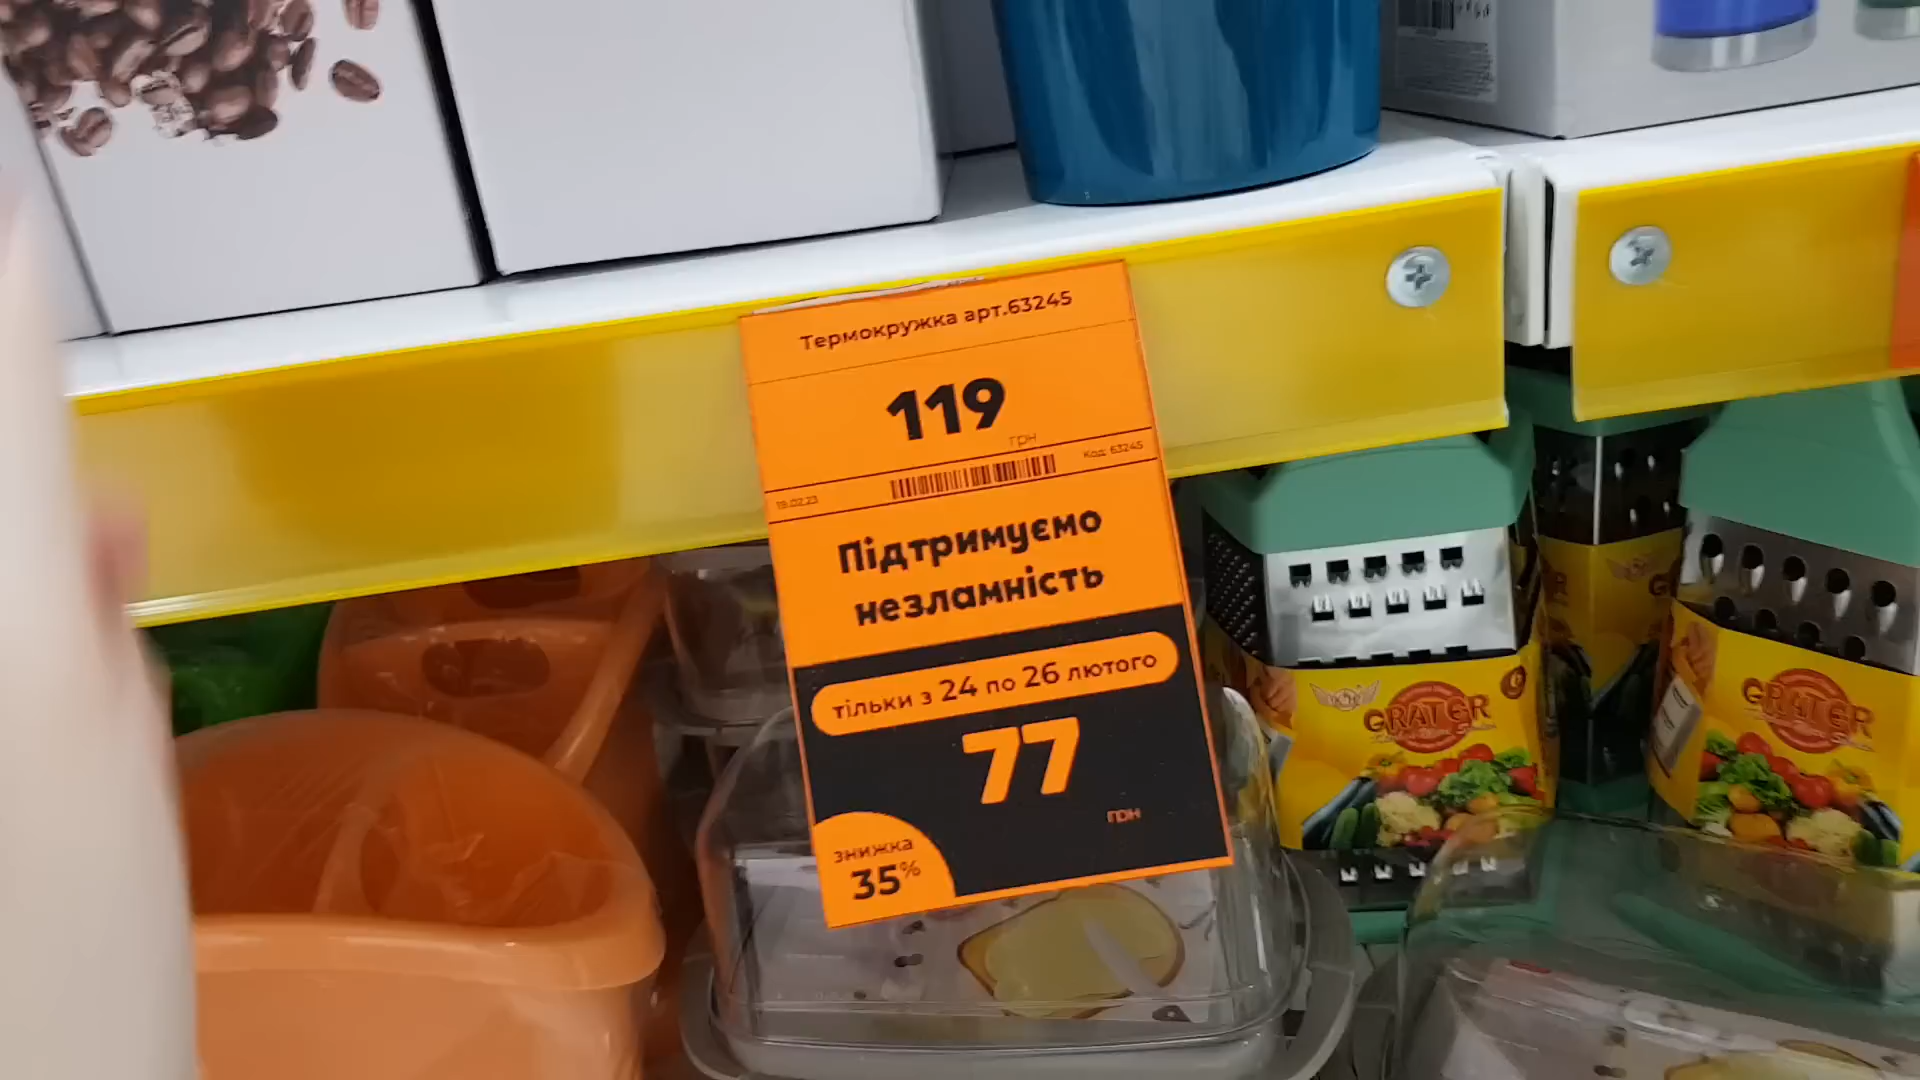 Термокружка арт.63245
119
грн
19.02.23
Код: 63245
Підтримуємо
незламність
тільки з 24 по 26 лютого
77
грн
знижка
35%
GRATER
GRATER